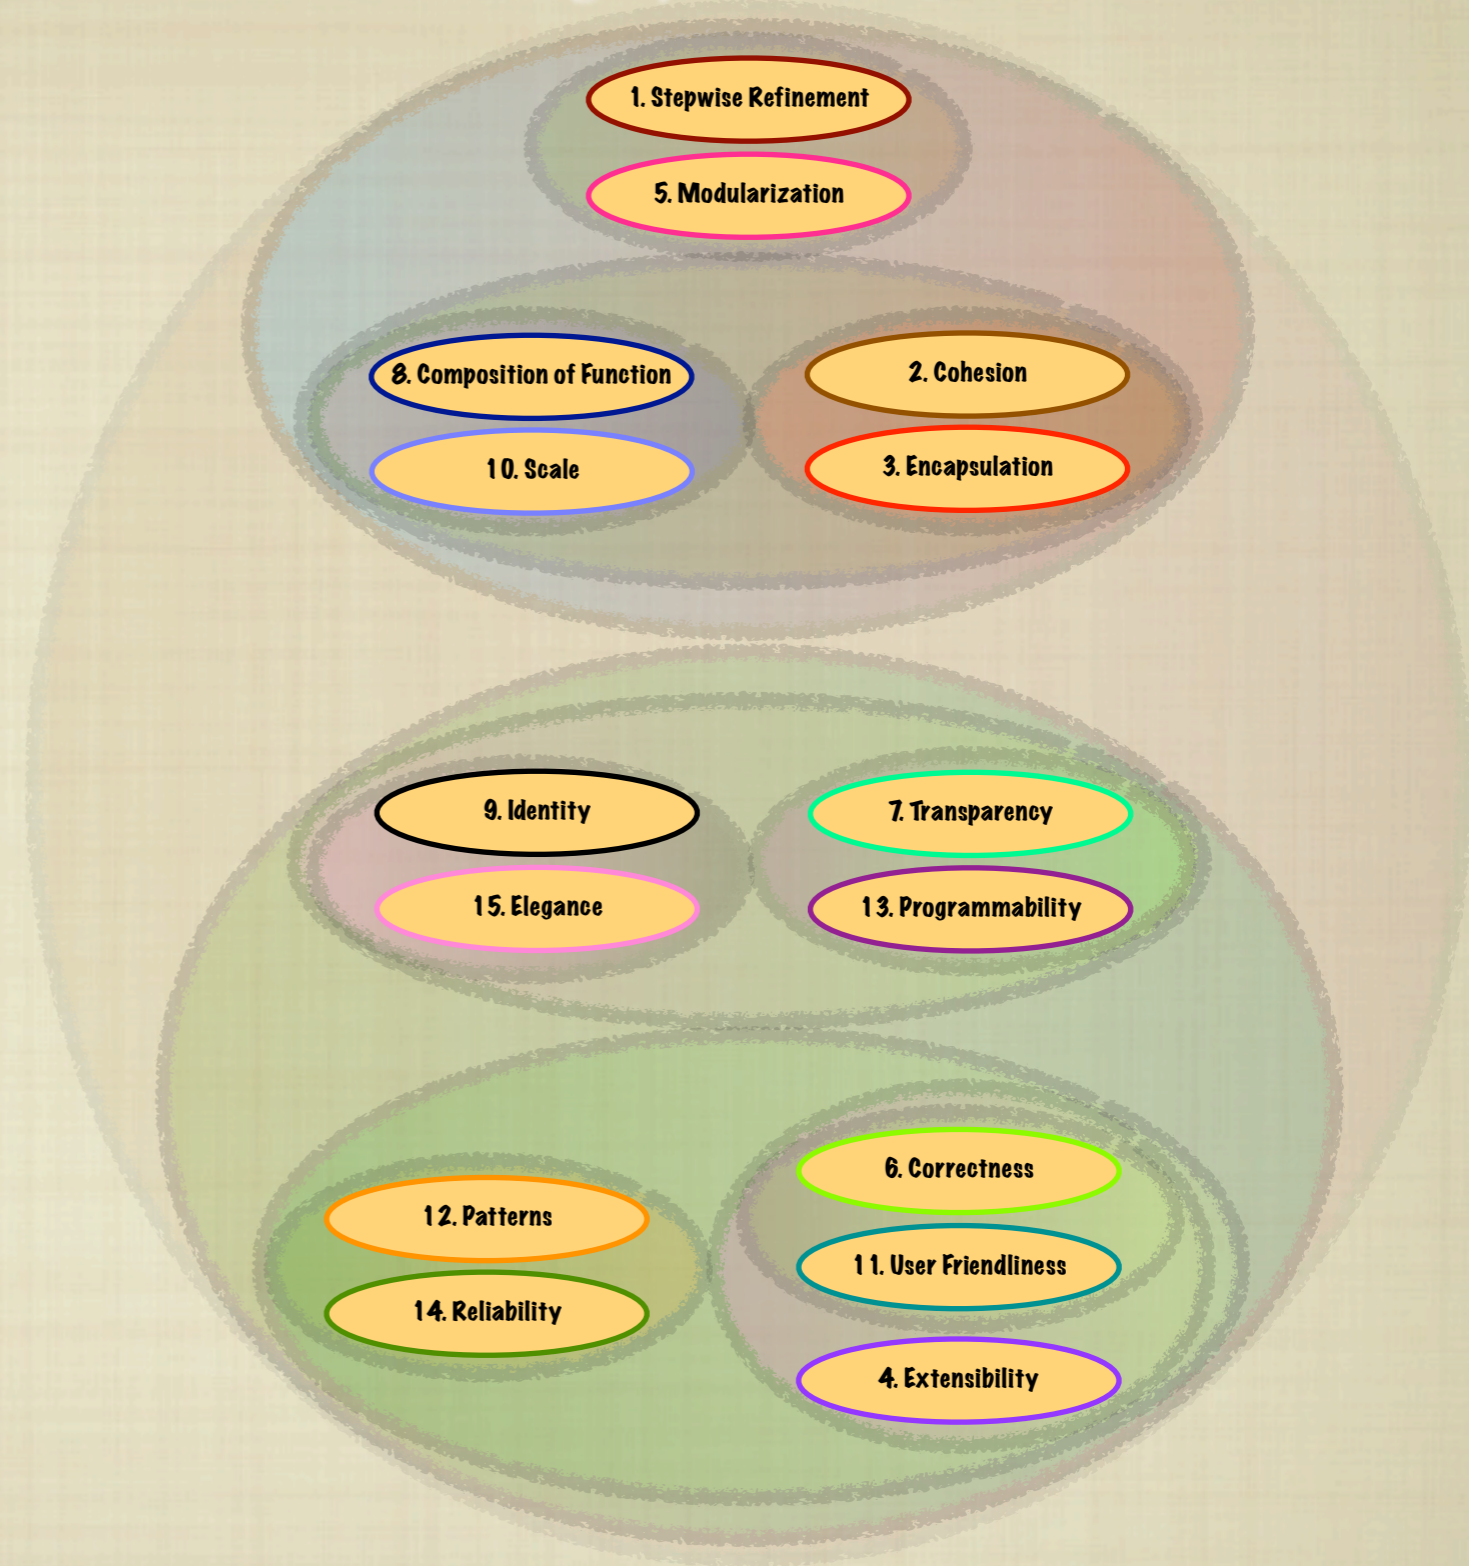 1. Stepwise Refinement
5. Modularization
8. Composition of Function
2. Cohesion
10. Scale
3. Encapsulation
9. Identity
7. Transparency
15. Elegance
13. Programmability
6. Correctness
12. Patterns
11. User Friendliness
14. Reliability
4. Extensibility